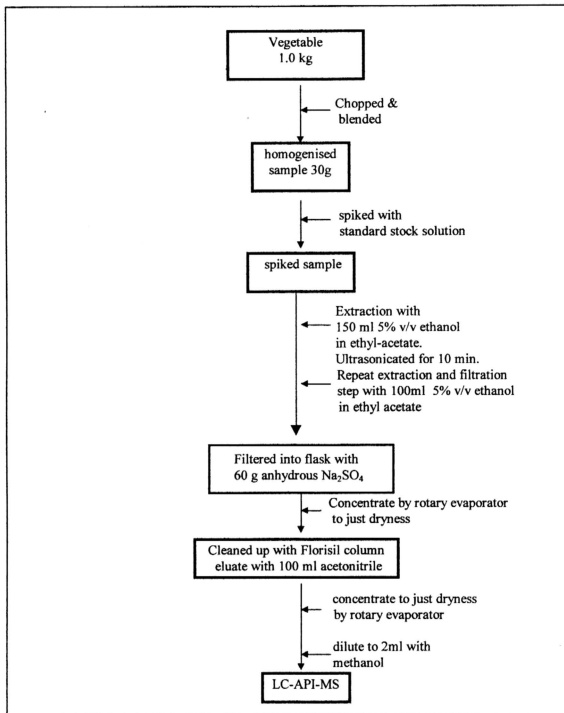 Vegetable
1.0 kg
Chopped &
blended
homogenised
sample 30g
spiked with
standard stock solution
spiked sample
Extraction with
150 ml 5% v/v ethanol
in ethyl-acetate.
Ultrasonicated for 10 min.
Repeat extraction and filtration
step with 100ml 5% v/v ethanol
in ethyl acetate
Filtered into flask with
60 g anhydrous Na₂SO₄
Concentrate by rotary evaporator
to just dryness
Cleaned up with Florisil column
eluate with 100 ml acetonitrile
concentrate to just dryness
by rotary evaporator
dilute to 2ml with
methanol
LC-API-MS